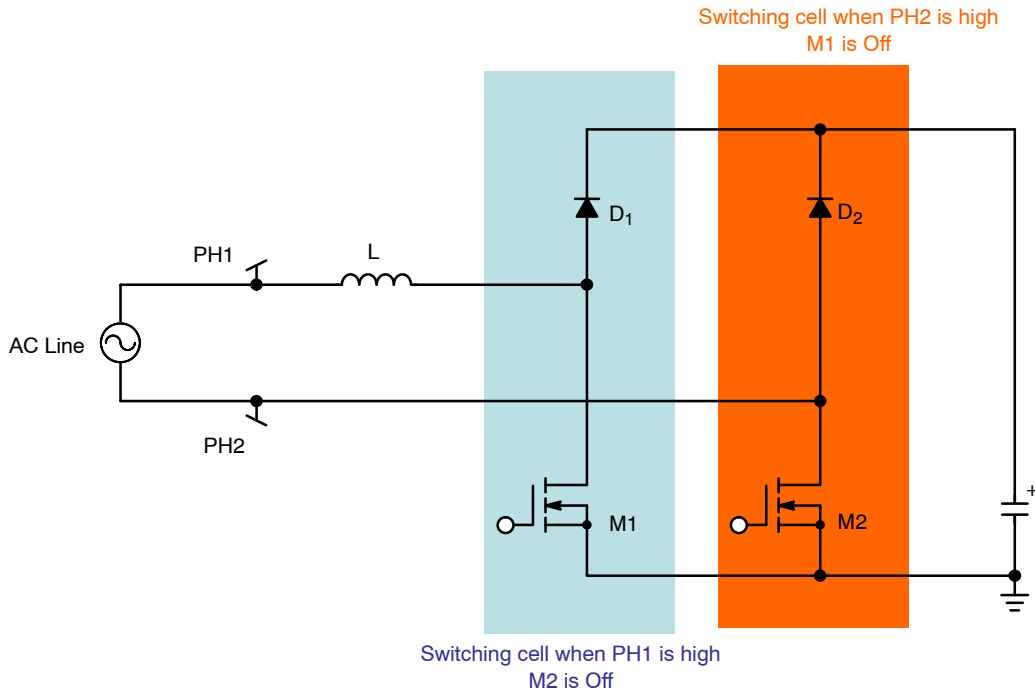 Switching cell when PH2 is high
M1 is Off
D1
D2
PH1
L
AC Line
PH2
M1
M2
+
Switching cell when PH1 is high
M2 is Off